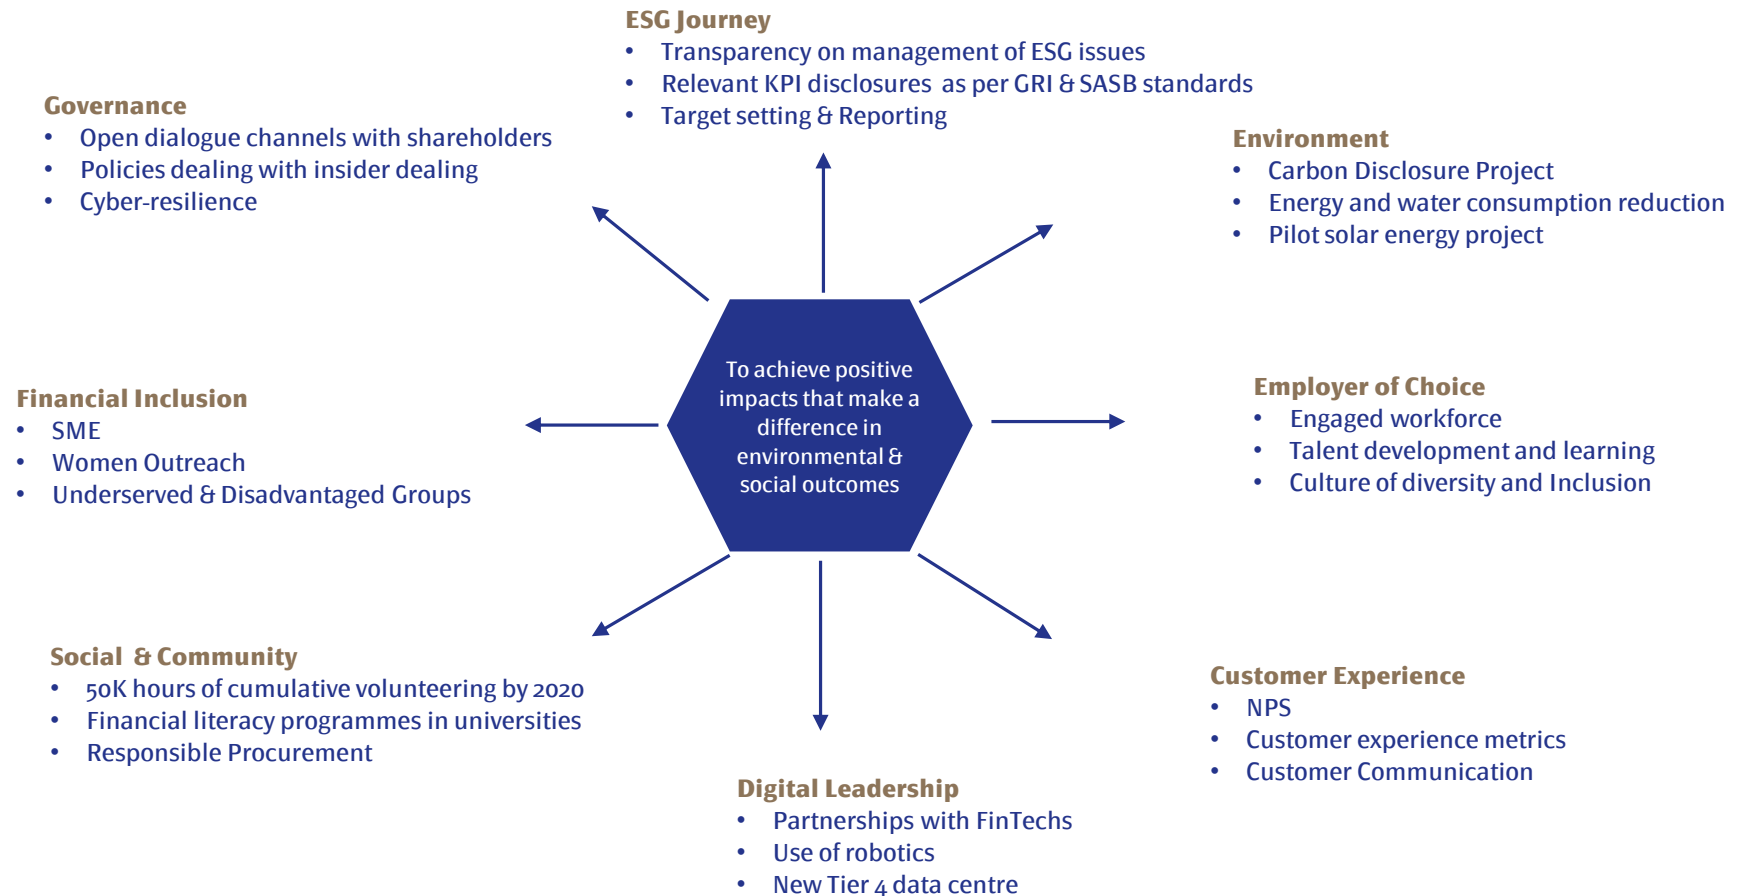 ESG Journey
• Transparency on management of ESG issues
• Relevant KPI disclosures as per GRI & SASB standards
• Target setting & Reporting
Governance
• Open dialogue channels with shareholders
• Policies dealing with insider dealing
• Cyber-resilience
Environment
• Carbon Disclosure Project
• Energy and water consumption reduction
• Pilot solar energy project
To achieve positive
impacts that make a
difference in
environmental &
social outcomes
Financial Inclusion
• SME
• Women Outreach
• Underserved & Disadvantaged Groups
Employer of Choice
• Engaged workforce
• Talent development and learning
• Culture of diversity and Inclusion
Social & Community
• 50K hours of cumulative volunteering by 2020
• Financial literacy programmes in universities
• Responsible Procurement
Customer Experience
• NPS
• Customer experience metrics
• Customer Communication
Digital Leadership
• Partnerships with FinTechs
• Use of robotics
• New Tier 4 data centre